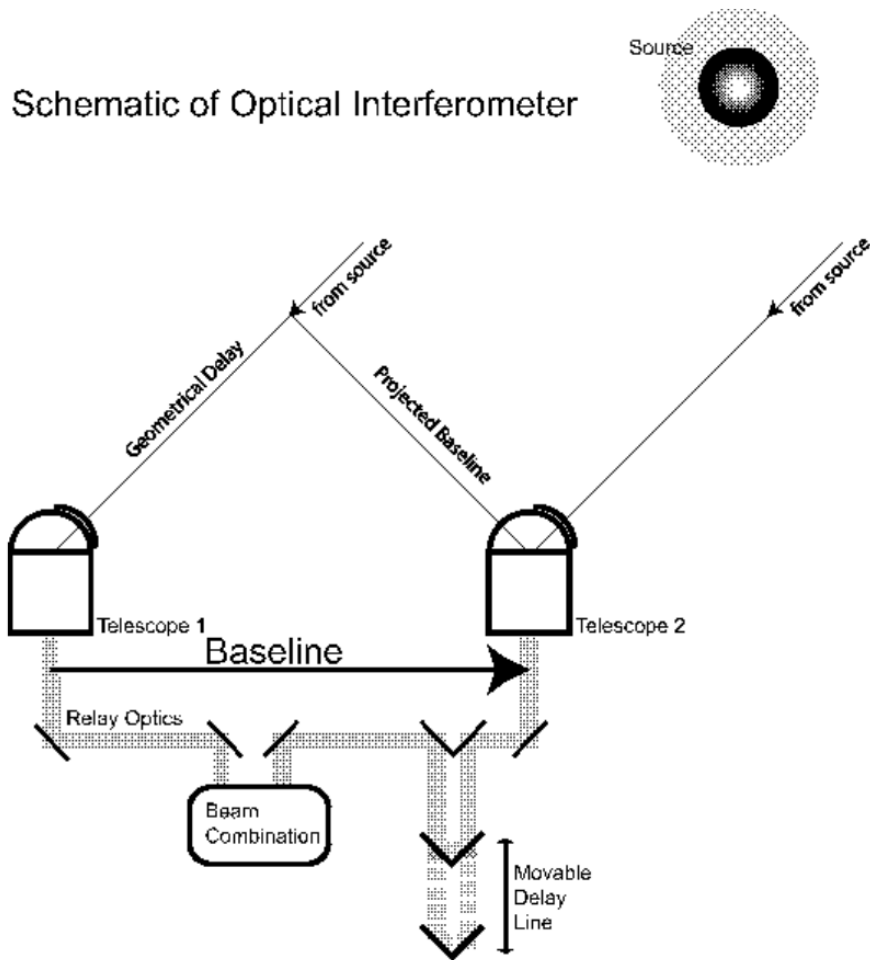 Source
Schematic of Optical Interferometer
from source
from source
Geometrical Delay
Projected Baseline
Telescope 1
Telescope 2
Baseline
Relay Optics
Beam
Combination
Movable
Delay
Line